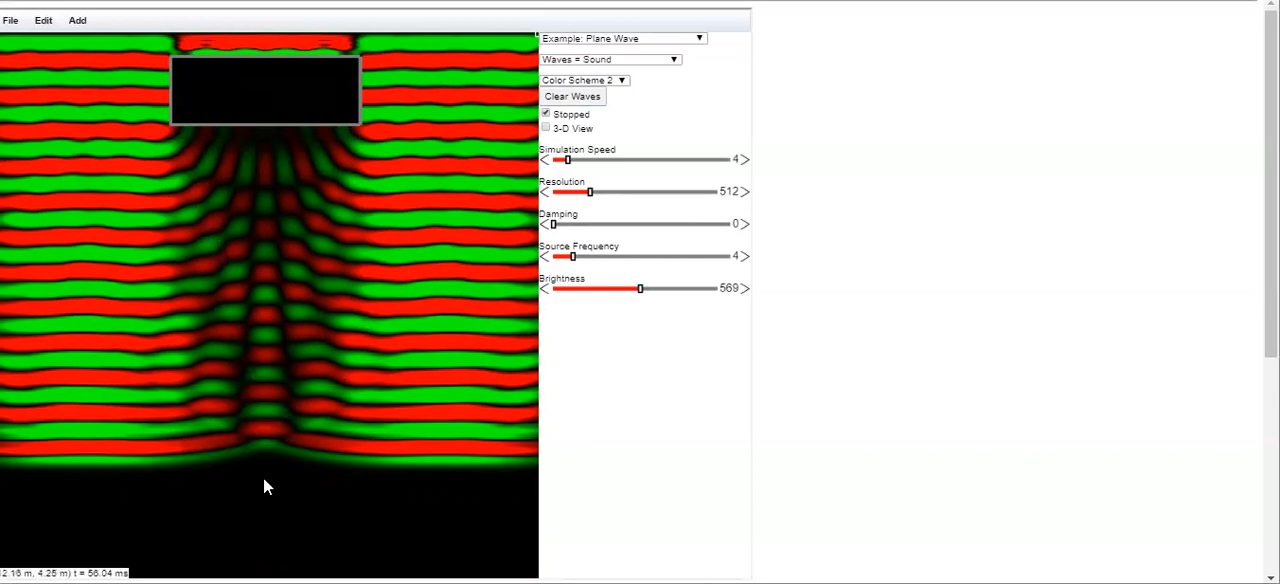 File Edit Add
Example: Plane Wave
Waves = Sound
Color Scheme 2
Clear Waves
Stopped
3-D View
Simulation Speed
4
Resolution
512
Damping
0
Source Frequency
4
Brightness
569
2.16 m, 4.25 m) t = 56.04 ms